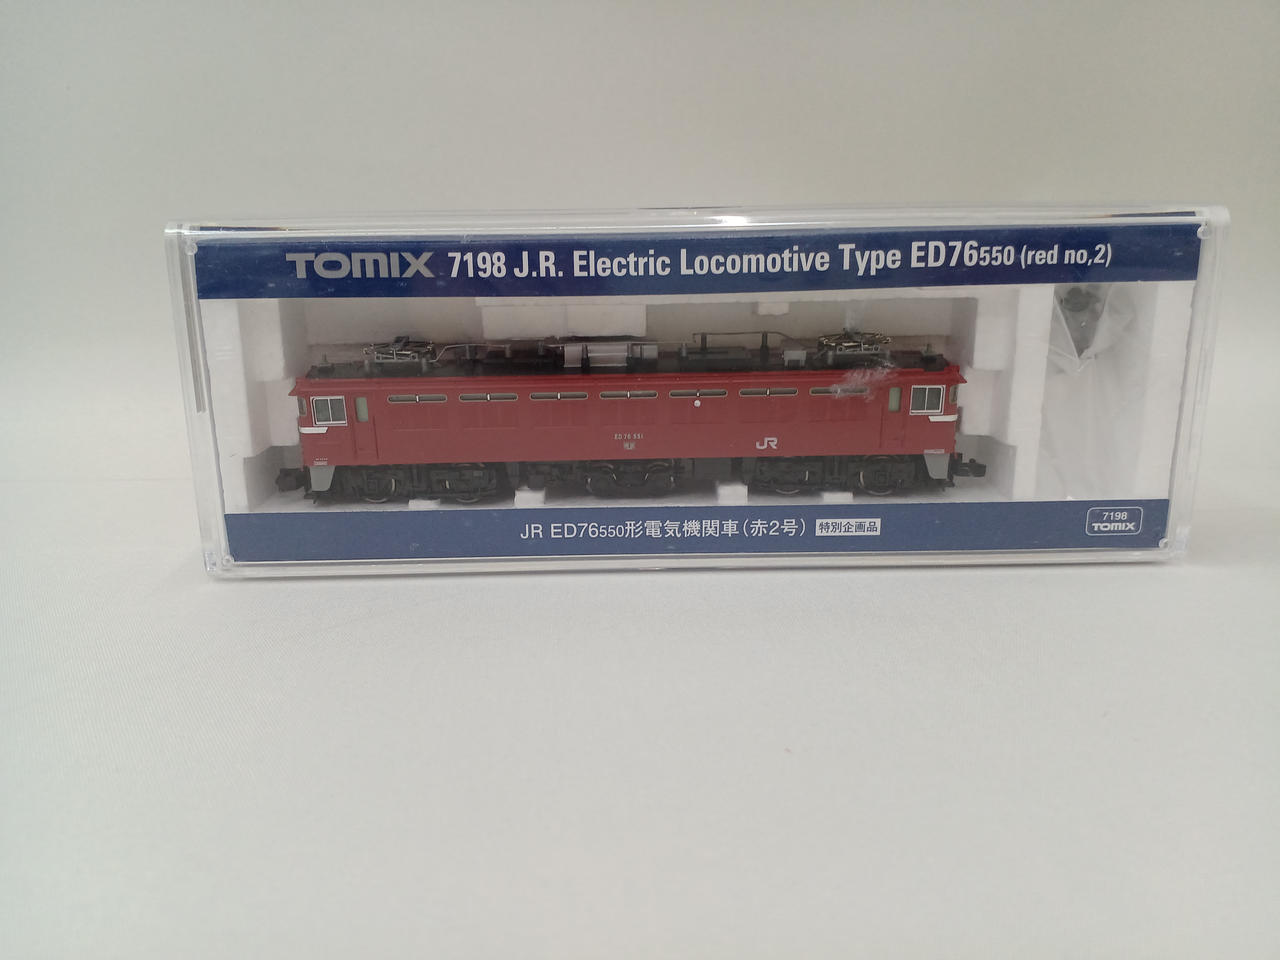 TOMIX 7198 J.R. Electric Locomotive Type ED76550 (red no,2)
ED76 551
JR
JR ED76550形電気機関車(赤2号) 特別企画品
7198
TOMIX